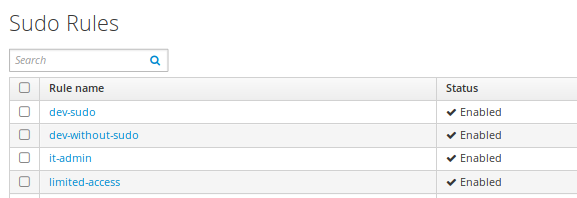 Sudo Rules
Search
Rule name Status
dev-sudo Enabled
dev-without-sudo Enabled
it-admin Enabled
limited-access Enabled